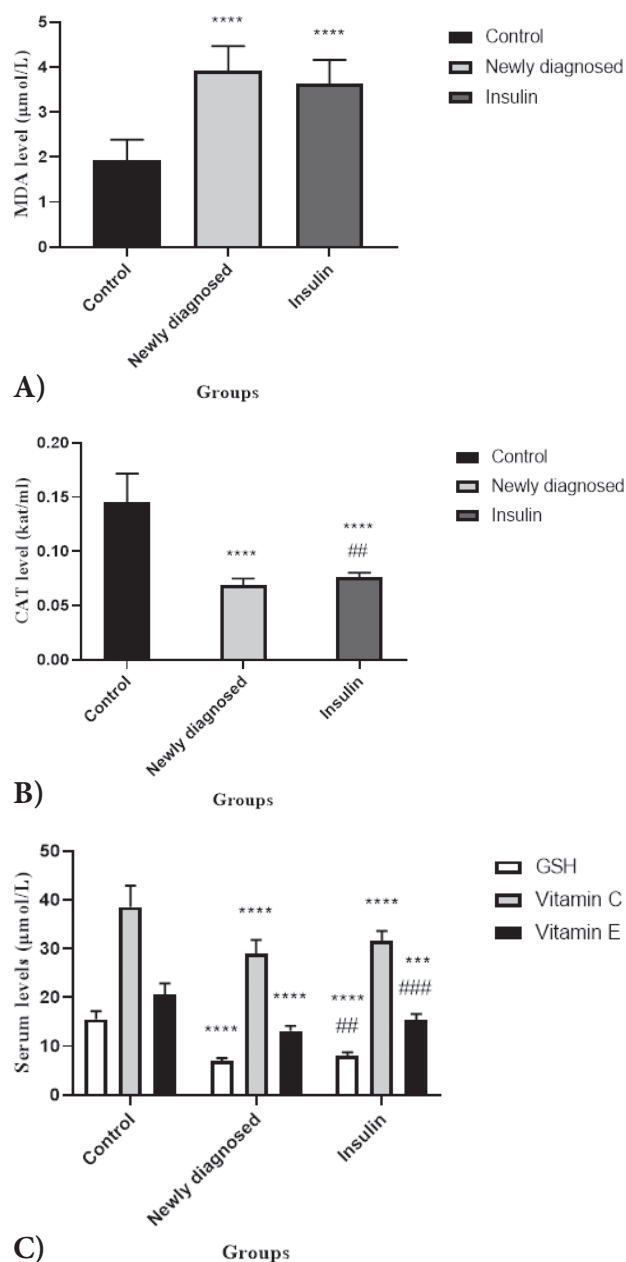 MDA level (μmol/L)
5
4
3
2
1
0
****
****
Control
Newly diagnosed
Insulin
Control
Newly diagnosed
Insulin
A)
Groups
CAT level (kat/ml)
0.20
0.15
0.10
0.05
0.00
****
****
##
Control
Newly diagnosed
Insulin
Control
Newly diagnosed
Insulin
B)
Groups
Serum levels (μmol/L)
50
40
30
20
10
0
****
****
****
****
##
****
***
###
GSH
Vitamin C
Vitamin E
Control
Newly diagnosed
Insulin
C)
Groups